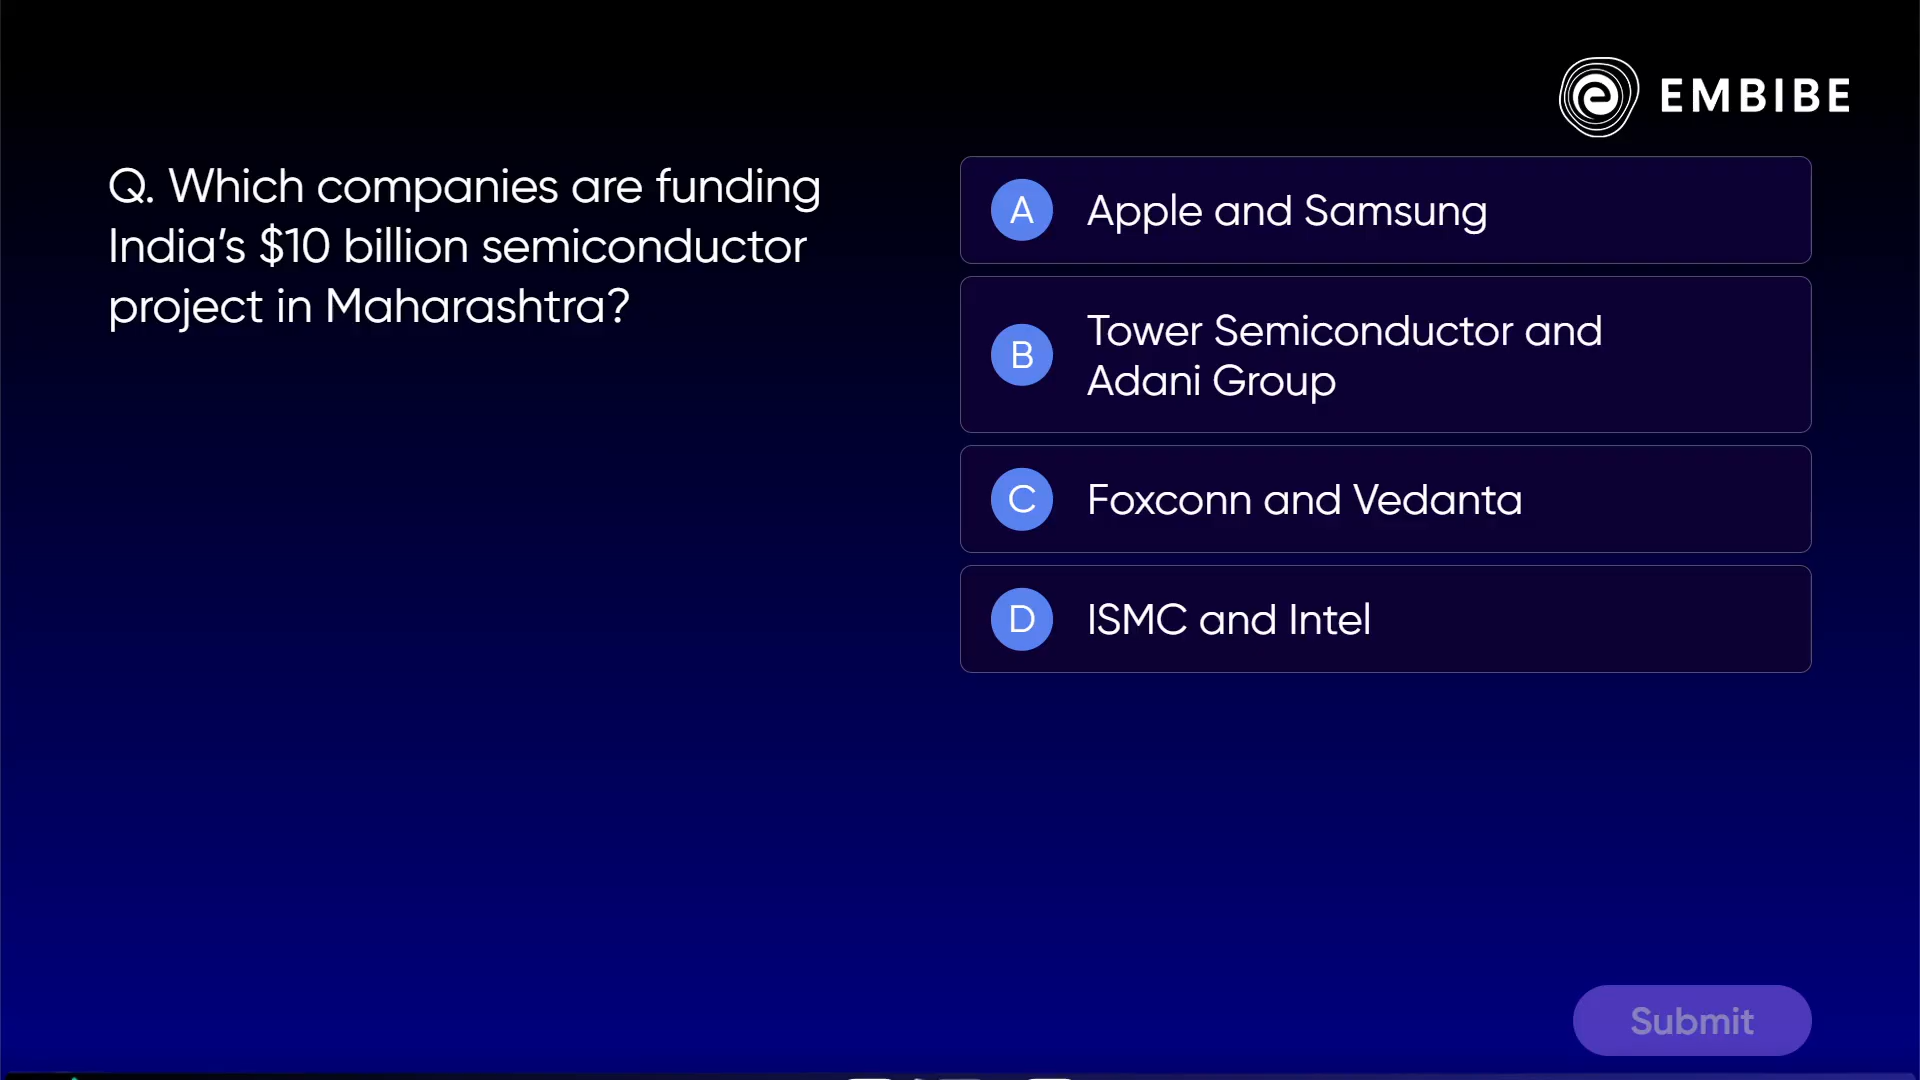 EMBIBE
Q. Which companies are funding
India’s $10 billion semiconductor
project in Maharashtra?
A Apple and Samsung
B Tower Semiconductor and
Adani Group
C Foxconn and Vedanta
D ISMC and Intel
Submit